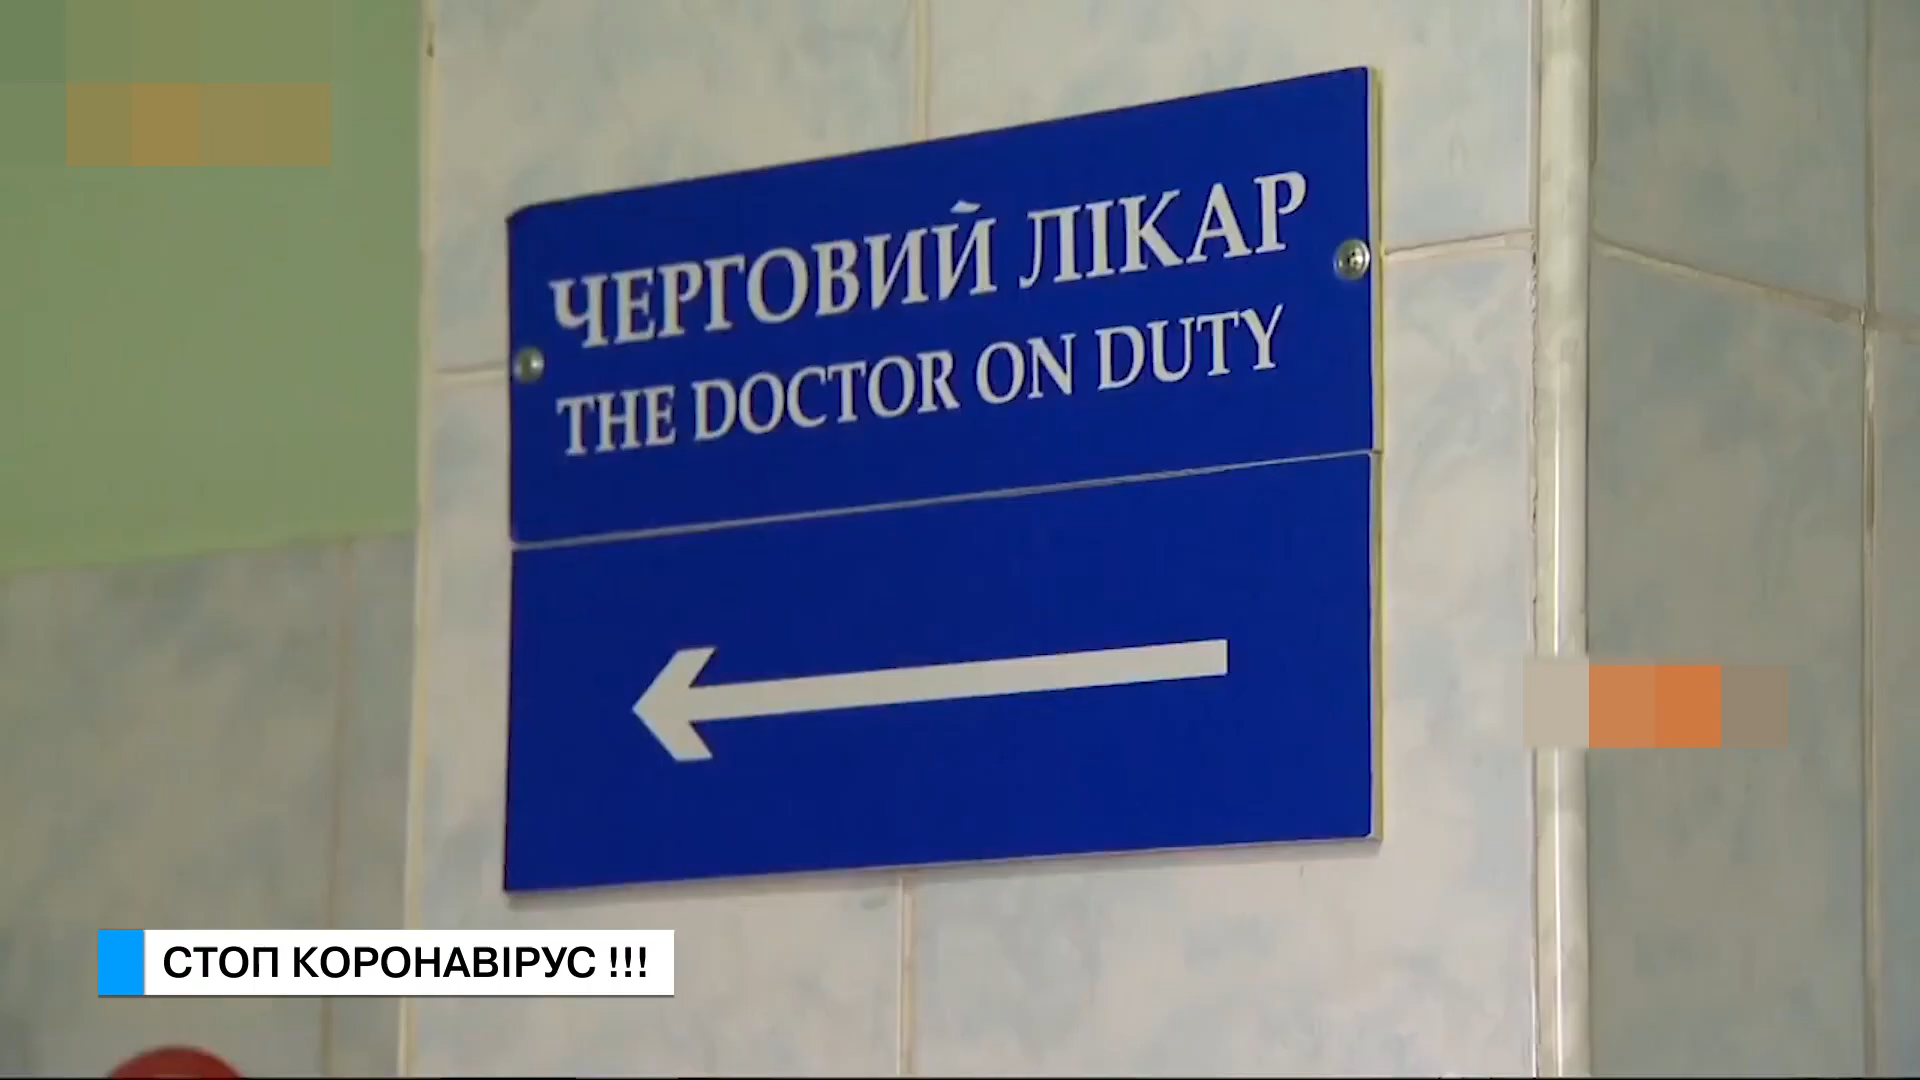 ЧЕРГОВИЙ ЛІКАР
THE DOCTOR ON DUTY
СТОП КОРОНАВІРУС !!!